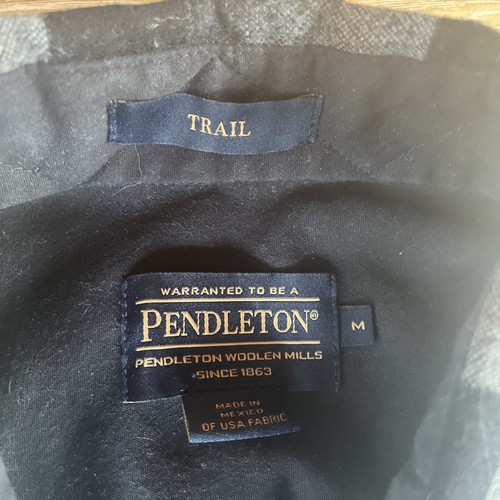 TRAIL
WARRANTED TO BE A
PENDLETON®
M
PENDLETON WOOLEN MILLS
SINCE 1863
MADE IN
MEXICO
OF USA FABRIC